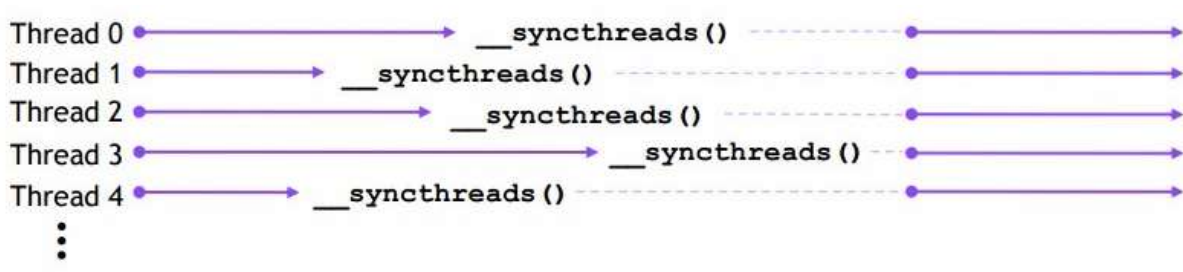 Thread 0 __syncthreads()
Thread 1 __syncthreads()
Thread 2 __syncthreads()
Thread 3 __syncthreads()
Thread 4 __syncthreads()